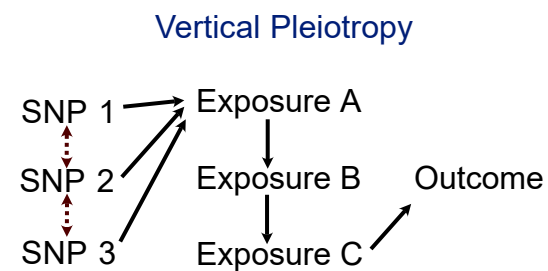 Vertical Pleiotropy
SNP 1 Exposure A
SNP 2 Exposure B Outcome
SNP 3 Exposure C